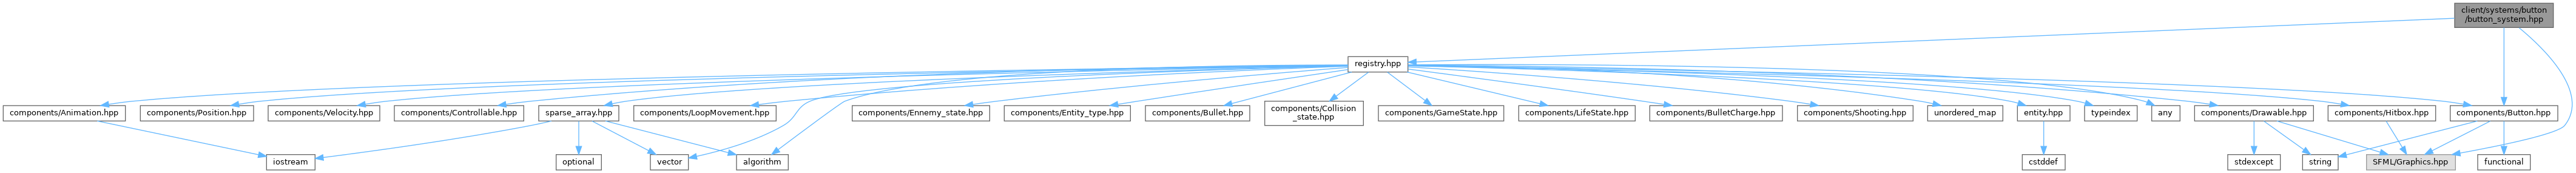 client/systems/button
/button_system.hpp
registry.hpp
components/Animation.hpp
components/Position.hpp
components/Velocity.hpp
components/Controllable.hpp
sparse_array.hpp
components/LoopMovement.hpp
components/Ennemy_state.hpp
components/Entity_type.hpp
components/Bullet.hpp
components/Collision
_state.hpp
components/GameState.hpp
components/LifeState.hpp
components/BulletCharge.hpp
components/Shooting.hpp
unordered_map
entity.hpp
typeindex
any
components/Drawable.hpp
components/Hitbox.hpp
components/Button.hpp
iostream
optional
vector
algorithm
cstddef
stdexcept
string
SFML/Graphics.hpp
functional